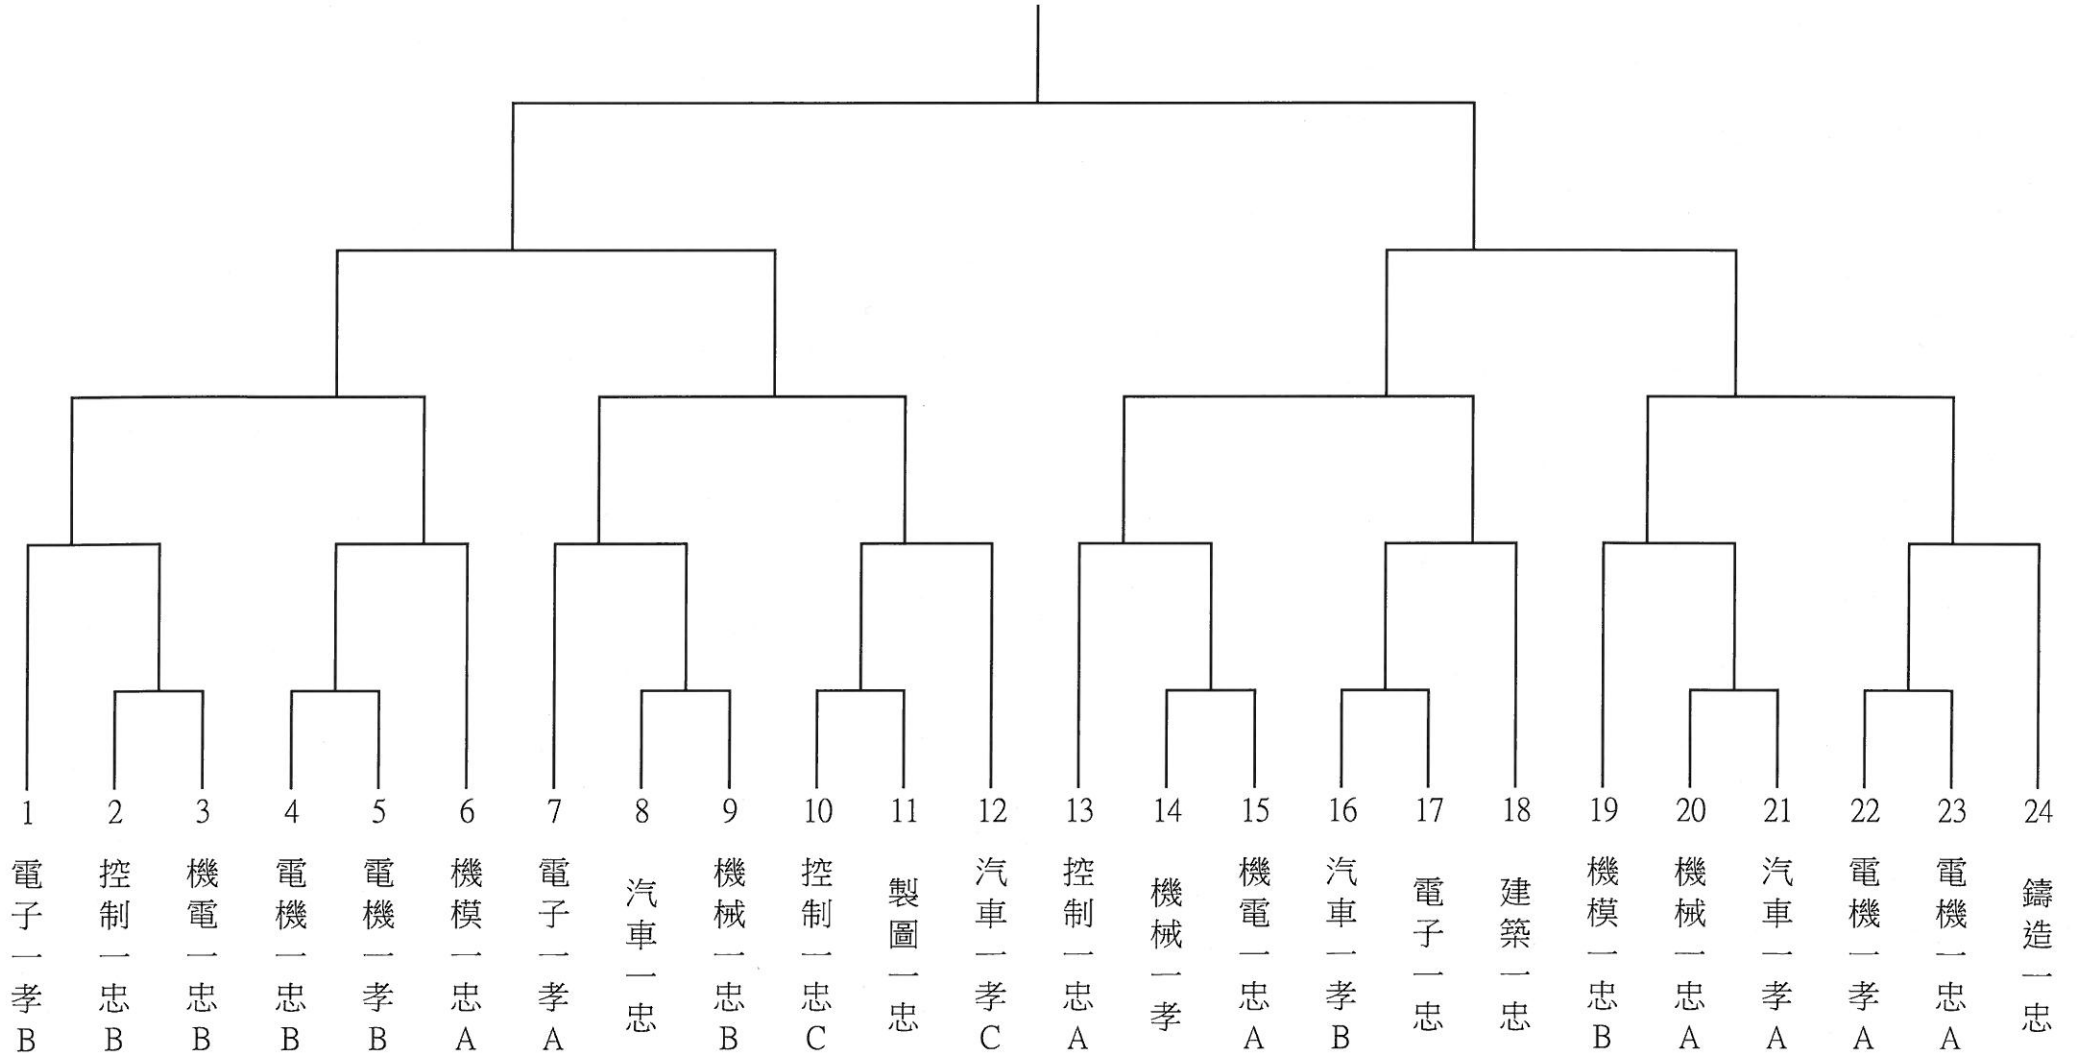 1 2 3 4 5 6 7 8 9 10 11 12 13 14 15 16 17 18 19 20 21 22 23 24
電子一孝B
控制一忠B
機電一忠B
電機一忠B
電機一孝B
機模一忠A
電子一孝A
汽車一忠
機械一忠B
控制一忠C
製圖一忠
汽車一孝C
控制一忠A
機械一孝
機電一忠A
汽車一孝B
電子一忠
建築一忠
機模一忠B
機械一忠A
汽車一孝A
電機一孝A
電機一忠A
鑄造一忠